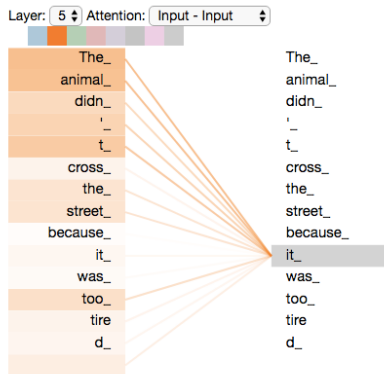 Layer: 5 Attention: Input - Input
The_ The_
animal_ animal_
didn_ didn_
'_ '_
t_ t_
cross_ cross_
the_ the_
street_ street_
because_ because_
it_ it_
was_ was_
too_ too_
tire tire
d_ d_